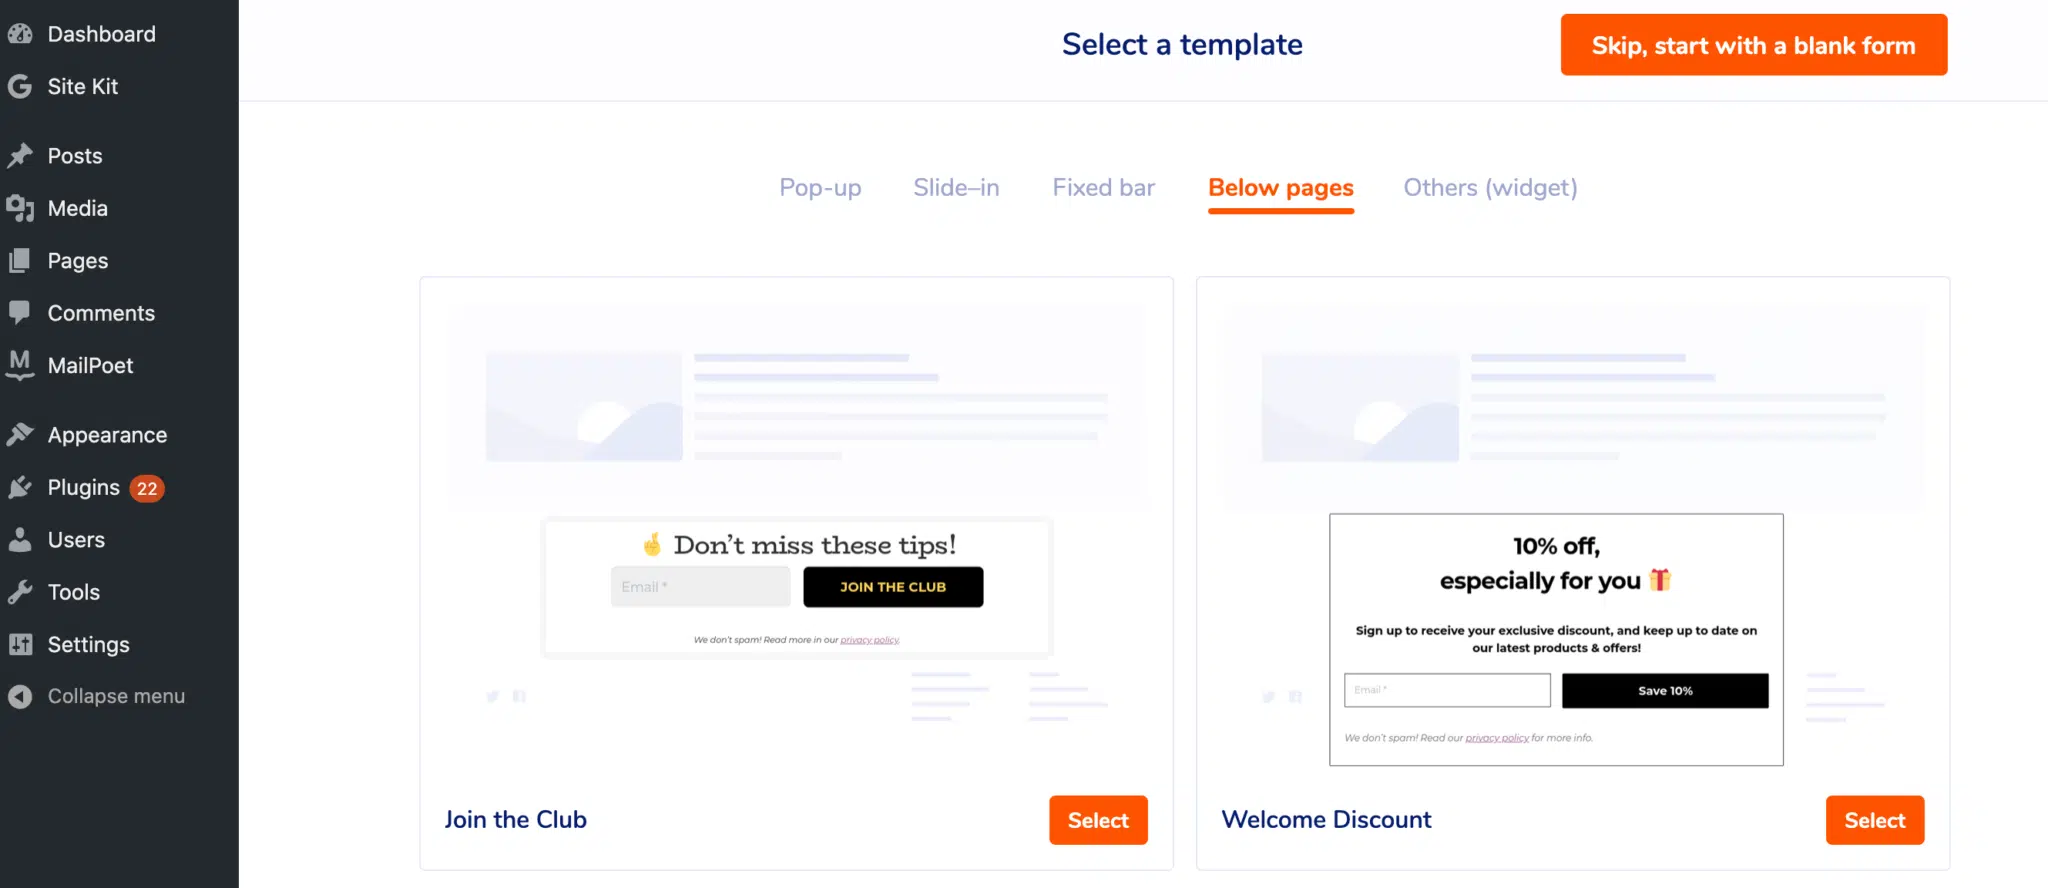 Dashboard
Site Kit
Posts
Media
Pages
Comments
MailPoet
Appearance
Plugins 22
Users
Tools
Settings
Collapse menu
Select a template
Skip, start with a blank form
Pop-up
Slide–in
Fixed bar
Below pages
Others (widget)
✌ Don't miss these tips!
Email *
JOIN THE CLUB
We don't spam! Read more in our privacy policy.
Join the Club
Select
10% off,
especially for you 🎁
Sign up to receive your exclusive discount, and keep up to date on
our latest products & offers!
Email *
Save 10%
We don't spam! Read our privacy policy for more info.
Welcome Discount
Select